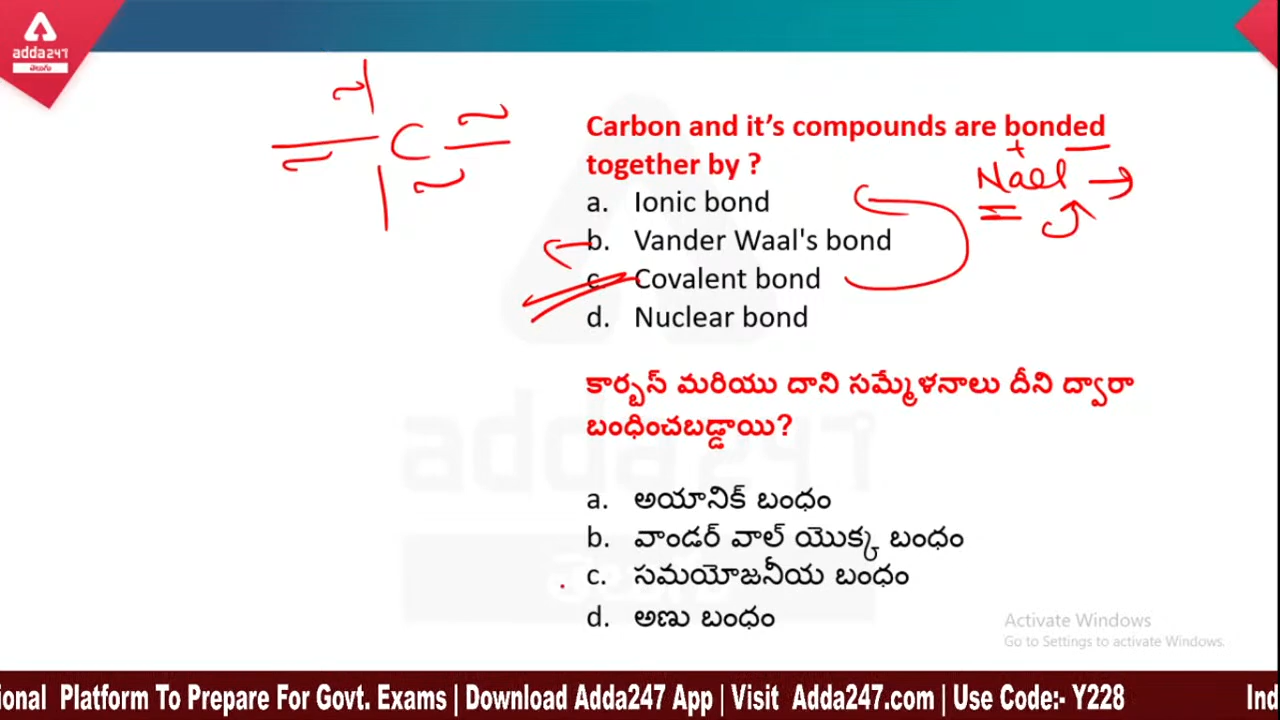 adda247
తెలుగు
C
Carbon and it's compounds are bonded
together by ?
+
Nacl →
a. Ionic bond
b. Vander Waal's bond
c. Covalent bond
d. Nuclear bond
కార్బస్ మరియు దాని సమ్మేళనాలు దీని ద్వారా
బంధించబడ్డాయి?
a. అయానిక్ బంధం
b. వాండర్ వాల్ యొక్క బంధం
c. సమయోజనీయ బంధం
d. అణు బంధం
adda247
తెలుగు
Activate Windows
Go to Settings to activate Windows.
ional Platform To Prepare For Govt. Exams | Download Adda247 App | Visit Adda247.com | Use Code:- Y228 Ind